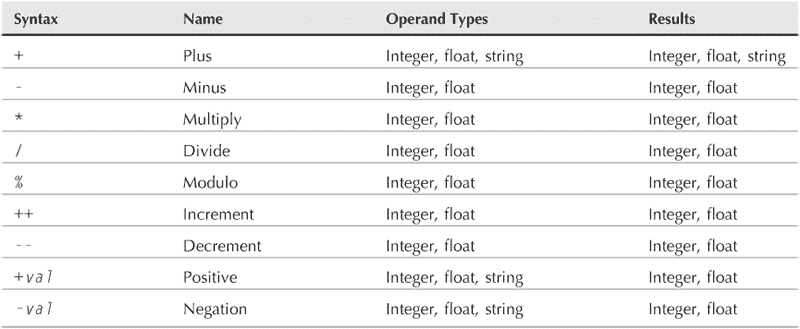 Syntax Name Operand Types Results
+ Plus Integer, float, string Integer, float, string
- Minus Integer, float Integer, float
* Multiply Integer, float Integer, float
/ Divide Integer, float Integer, float
% Modulo Integer, float Integer, float
++ Increment Integer, float Integer, float
-- Decrement Integer, float Integer, float
+val Positive Integer, float, string Integer, float
-val Negation Integer, float, string Integer, float